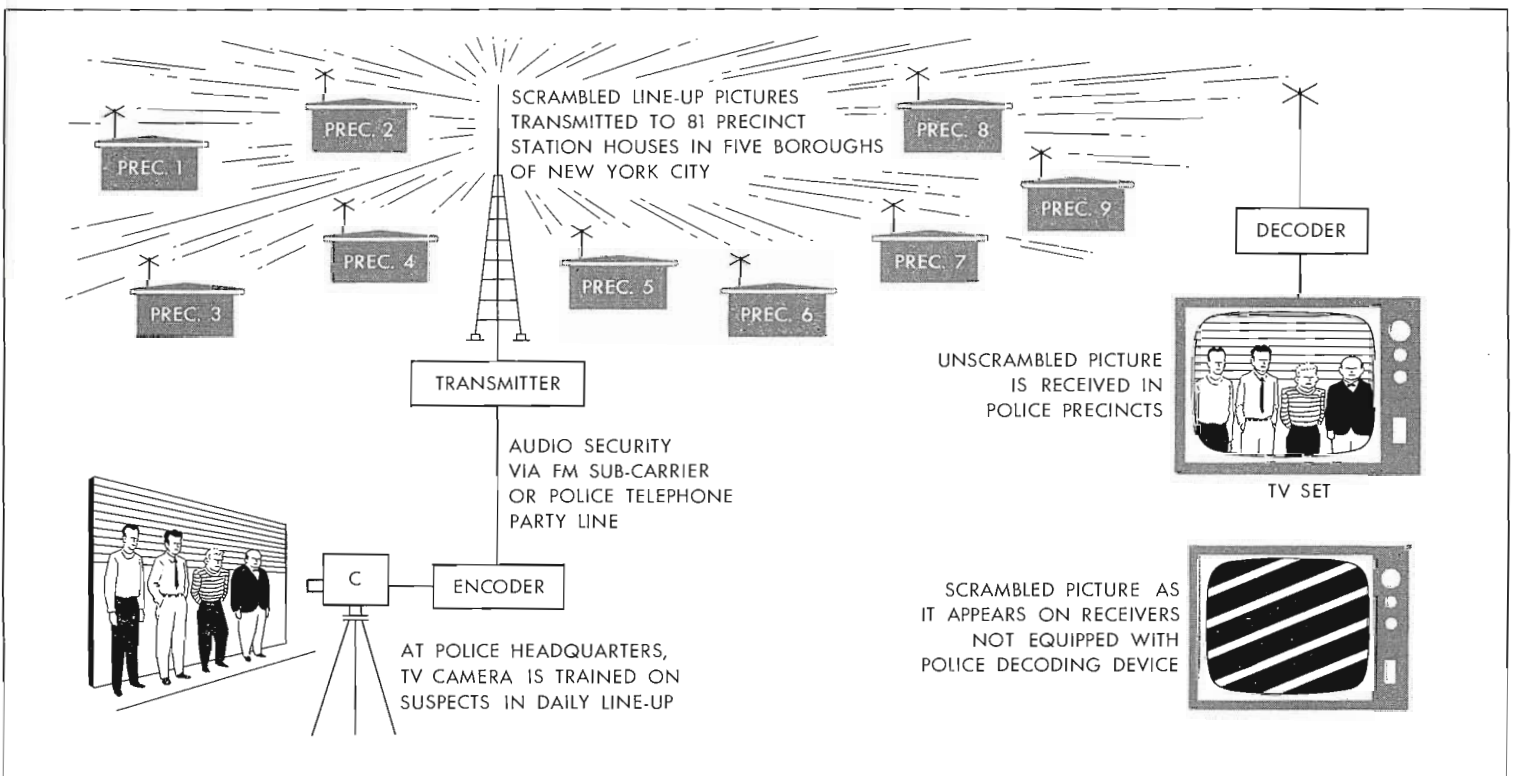 SCRAMBLED LINE-UP PICTURES
TRANSMITTED TO 81 PRECINCT
STATION HOUSES IN FIVE BOROUGHS
OF NEW YORK CITY
PREC. 1
PREC. 2
PREC. 3
PREC. 4
PREC. 5
PREC. 6
PREC. 7
PREC. 8
PREC. 9
DECODER
TRANSMITTER
UNSCRAMBLED PICTURE
IS RECEIVED IN
POLICE PRECINCTS
TV SET
AUDIO SECURITY
VIA FM SUB-CARRIER
OR POLICE TELEPHONE
PARTY LINE
C
ENCODER
AT POLICE HEADQUARTERS,
TV CAMERA IS TRAINED ON
SUSPECTS IN DAILY LINE-UP
SCRAMBLED PICTURE AS
IT APPEARS ON RECEIVERS
NOT EQUIPPED WITH
POLICE DECODING DEVICE